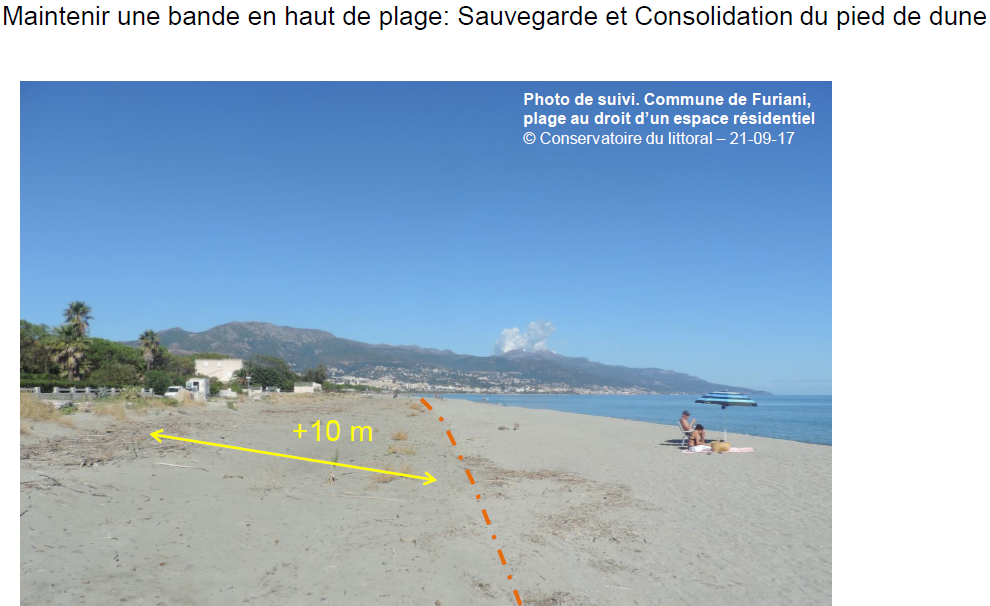 Maintenir une bande en haut de plage: Sauvegarde et Consolidation du pied de dune
Photo de suivi. Commune de Furiani,
plage au droit d’un espace résidentiel
© Conservatoire du littoral – 21-09-17
+10 m